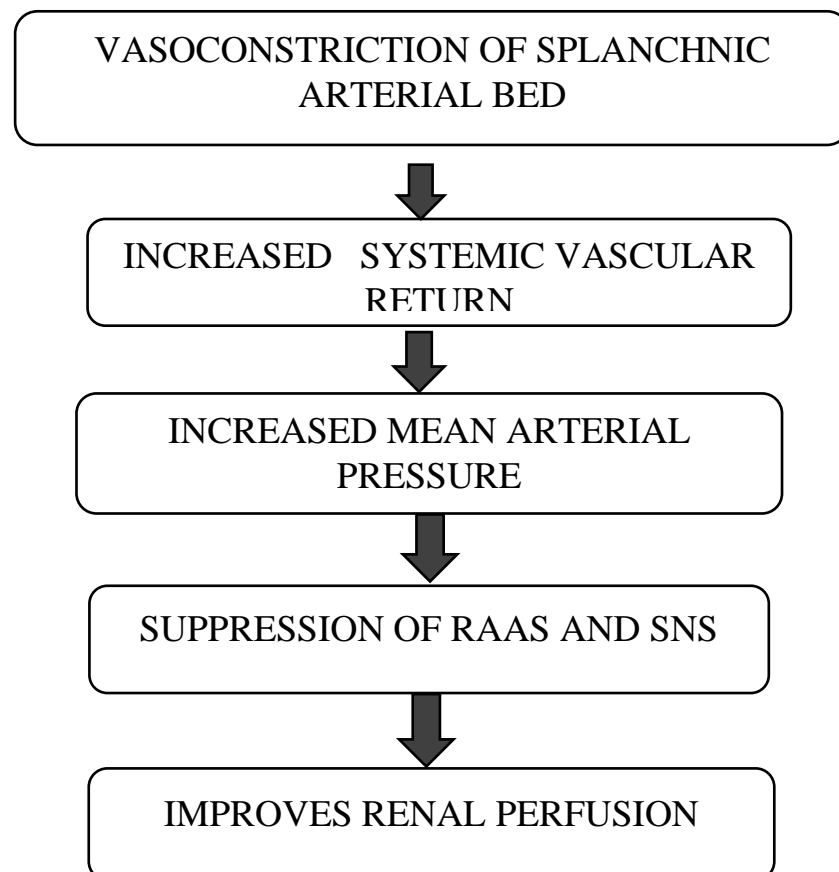 VASOCONSTRICTION OF SPLANCHNIC
ARTERIAL BED
INCREASED SYSTEMIC VASCULAR
RETURN
INCREASED MEAN ARTERIAL
PRESSURE
SUPPRESSION OF RAAS AND SNS
IMPROVES RENAL PERFUSION